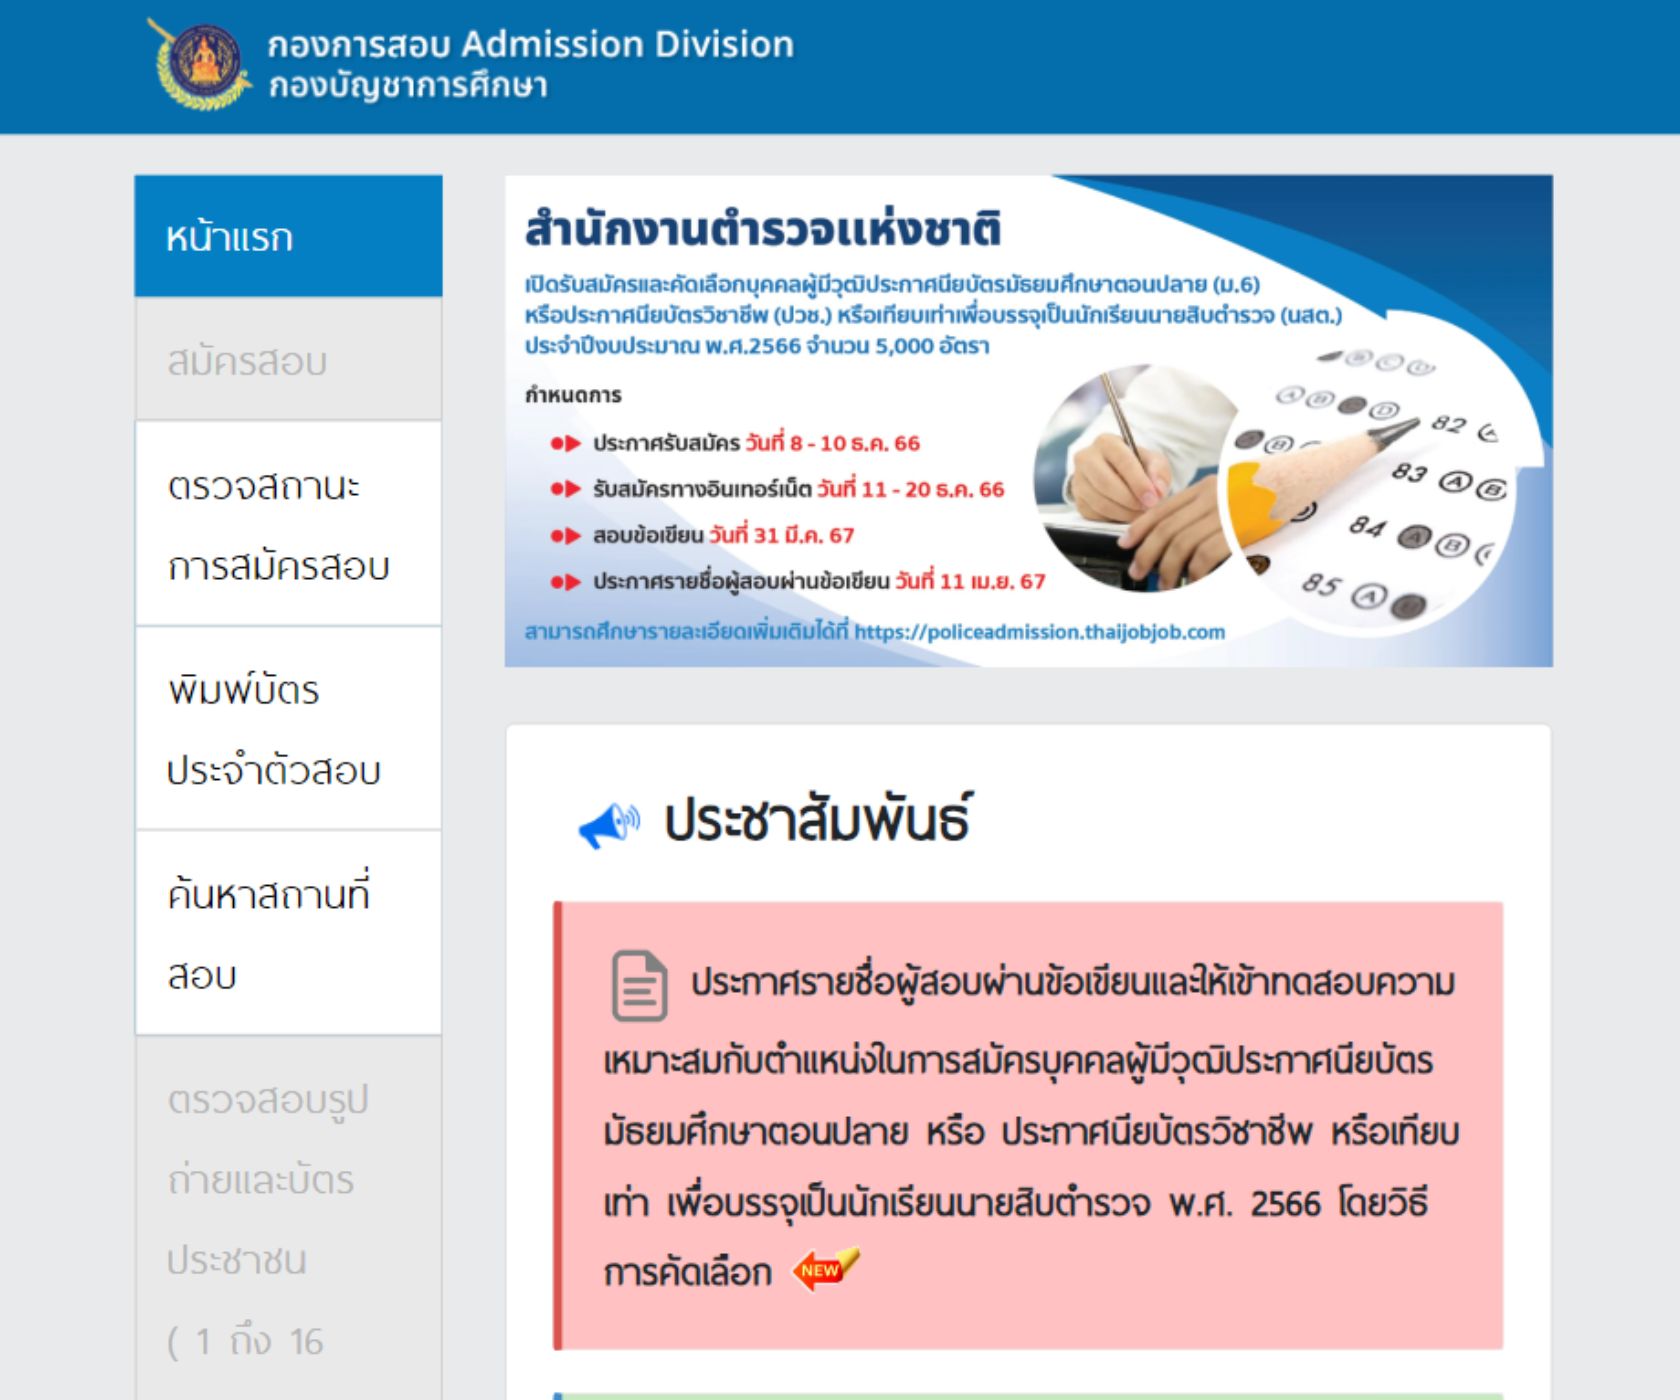 กองการสอบ Admission Division
กองบัญชาการศึกษา
หน้าแรก
สมัครสอบ
ตรวจสถานะ
การสมัครสอบ
พิมพ์บัตร
ประจำตัวสอบ
ค้นหาสถานที่
สอบ
ตรวจสอบรูป
ถ่ายและบัตร
ประชาชน
( 1 ถึง 16
สำนักงานตำรวจแห่งชาติ
เปิดรับสมัครและคัดเลือกบุคคลผู้มีวุฒิประกาศนียบัตรมัธยมศึกษาตอนปลาย (ม.6)
หรือประกาศนียบัตรวิชาชีพ (ปวช.) หรือเทียบเท่าเพื่อบรรจุเป็นนักเรียนนายสิบตำรวจ (นสต.)
ประจำปีงบประมาณ พ.ศ.2566 จำนวน 5,000 อัตรา
กำหนดการ
ประกาศรับสมัคร วันที่ 8 - 10 ธ.ค. 66
รับสมัครทางอินเทอร์เน็ต วันที่ 11 - 20 ธ.ค. 66
สอบข้อเขียน วันที่ 31 มี.ค. 67
ประกาศรายชื่อผู้สอบผ่านข้อเขียน วันที่ 11 เม.ย. 67
สามารถศึกษารายละเอียดเพิ่มเติมได้ที่ https://policeadmission.thaijobjob.com
B C D
A B D
82
B
83 A B
84 B
85 A
ประชาสัมพันธ์
ประกาศรายชื่อผู้สอบผ่านข้อเขียนและให้เข้าทดสอบความ
เหมาะสมกับตำแหน่งในการสมัครบุคคลผู้มีวุฒิประกาศนียบัตร
มัธยมศึกษาตอนปลาย หรือ ประกาศนียบัตรวิชาชีพ หรือเทียบ
เท่า เพื่อบรรจุเป็นนักเรียนนายสิบตำรวจ พ.ศ. 2566 โดยวิธี
การคัดเลือก NEW